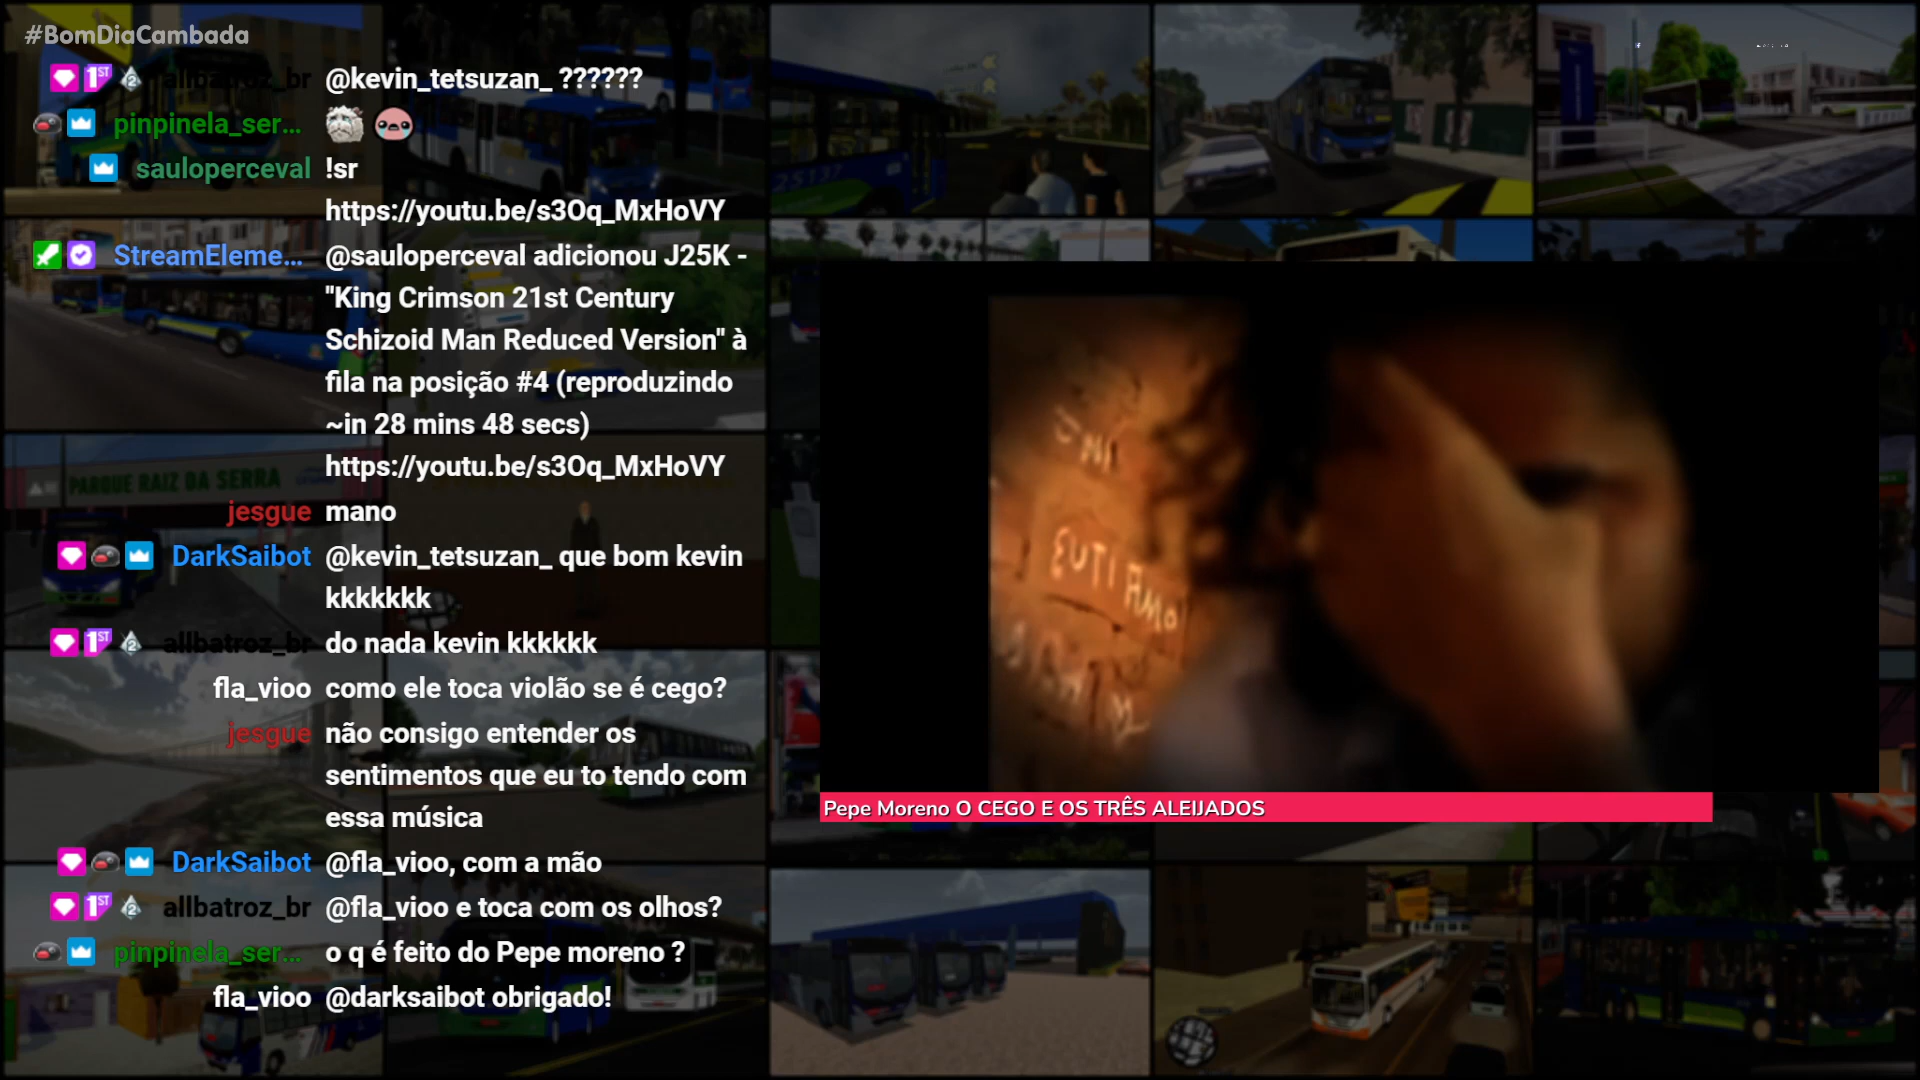 #BomDiaCambada
allbatroz_br @kevin_tetsuzan_ ??????
pinpinela_ser...
sauloperceval !sr
https://youtu.be/s3Oq_MxHoVY
StreamEleme... @sauloperceval adicionou J25K -
"King Crimson 21st Century
Schizoid Man Reduced Version" à
fila na posição #4 (reproduzindo
~in 28 mins 48 secs)
https://youtu.be/s3Oq_MxHoVY
jesgue mano
DarkSaibot @kevin_tetsuzan_ que bom kevin
kkkkkkk
allbatroz_br do nada kevin kkkkkk
fla_vioo como ele toca violão se é cego?
jesgue não consigo entender os
sentimentos que eu to tendo com
essa música
DarkSaibot @fla_vioo, com a mão
allbatroz_br @fla_vioo e toca com os olhos?
pinpinela_ser... o q é feito do Pepe moreno ?
fla_vioo @darksaibot obrigado!
PARQUE RAIZ DA SERRA
25137
EUTI AMO
Pepe Moreno O CEGO E OS TRÊS ALEIJADOS